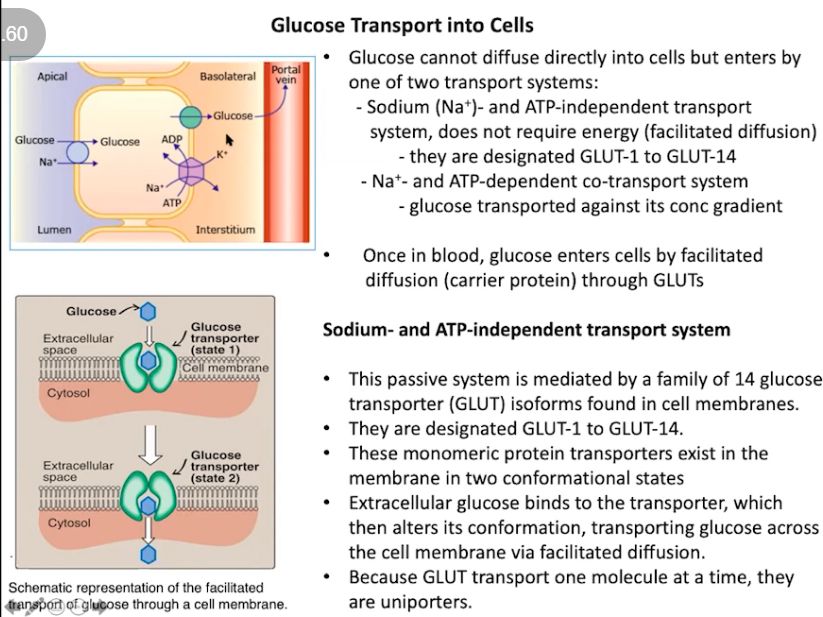 .60
Glucose Transport into Cells
Apical
Basolateral
Portal
vein
Glucose
Glucose
Glucose
Na⁺
ADP
K⁺
Na⁺
ATP
Lumen
Interstitium
• Glucose cannot diffuse directly into cells but enters by
one of two transport systems:
- Sodium (Na⁺)- and ATP-independent transport
system, does not require energy (facilitated diffusion)
- they are designated GLUT-1 to GLUT-14
- Na⁺- and ATP-dependent co-transport system
- glucose transported against its conc gradient
• Once in blood, glucose enters cells by facilitated
diffusion (carrier protein) through GLUTs
Glucose
Extracellular
space
Glucose
transporter
(state 1)
Cell membrane
Cytosol
Extracellular
space
Glucose
transporter
(state 2)
Cytosol
Schematic representation of the facilitated
transport of glucose through a cell membrane.
Sodium- and ATP-independent transport system
• This passive system is mediated by a family of 14 glucose
transporter (GLUT) isoforms found in cell membranes.
• They are designated GLUT-1 to GLUT-14.
• These monomeric protein transporters exist in the
membrane in two conformational states
• Extracellular glucose binds to the transporter, which
then alters its conformation, transporting glucose across
the cell membrane via facilitated diffusion.
• Because GLUT transport one molecule at a time, they
are uniporters.